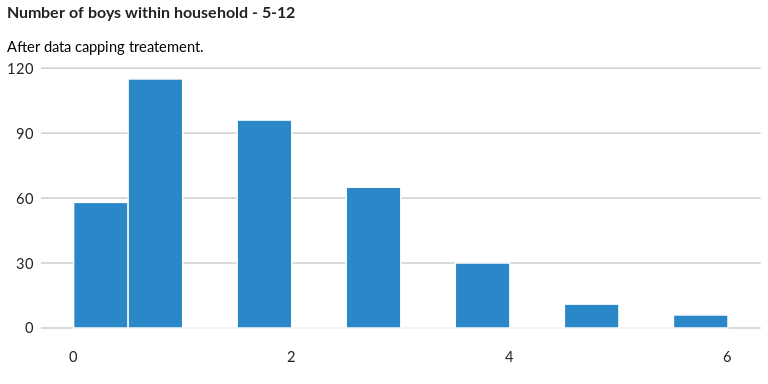 Number of boys within household - 5-12
After data capping treatement.
120
90
60
30
0
0 2 4 6